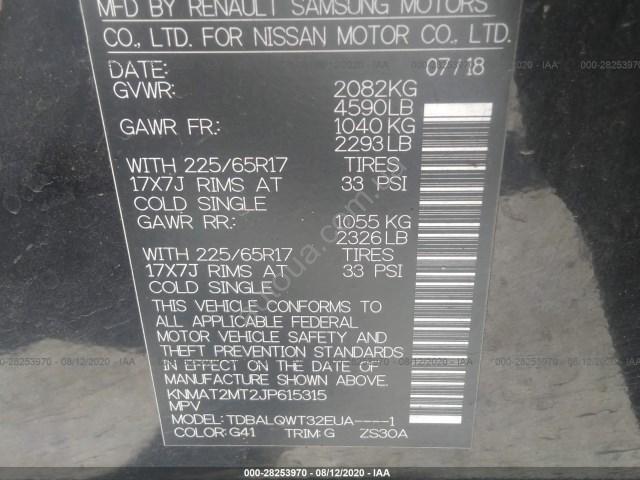 MFD BY RENAULT SAMSUNG MOTORS
CO., LTD. FOR NISSAN MOTOR CO., LTD.
DATE: 07/18
GVWR: 2082KG
4590LB
GAWR FR: 1040 KG
2293 LB
WITH 225/65R17 TIRES
17X7J RIMS AT 33 PSI
COLD SINGLE
GAWR RR: 1055 KG
2326 LB
WITH 225/65R17 TIRES
17X7J RIMS AT 33 PSI
COLD SINGLE
THIS VEHICLE CONFORMS TO
ALL APPLICABLE FEDERAL
MOTOR VEHICLE SAFETY AND
THEFT PREVENTION STANDARDS
IN EFFECT ON THE DATE OF
MANUFACTURE SHOWN ABOVE.
KNMAT2MT2JP615315
MPV
MODEL: TDBALQWT32EUA----1
COLOR: G41 TRIM: G ZS30A
000-28253970 - 08/12/2020 - IAA